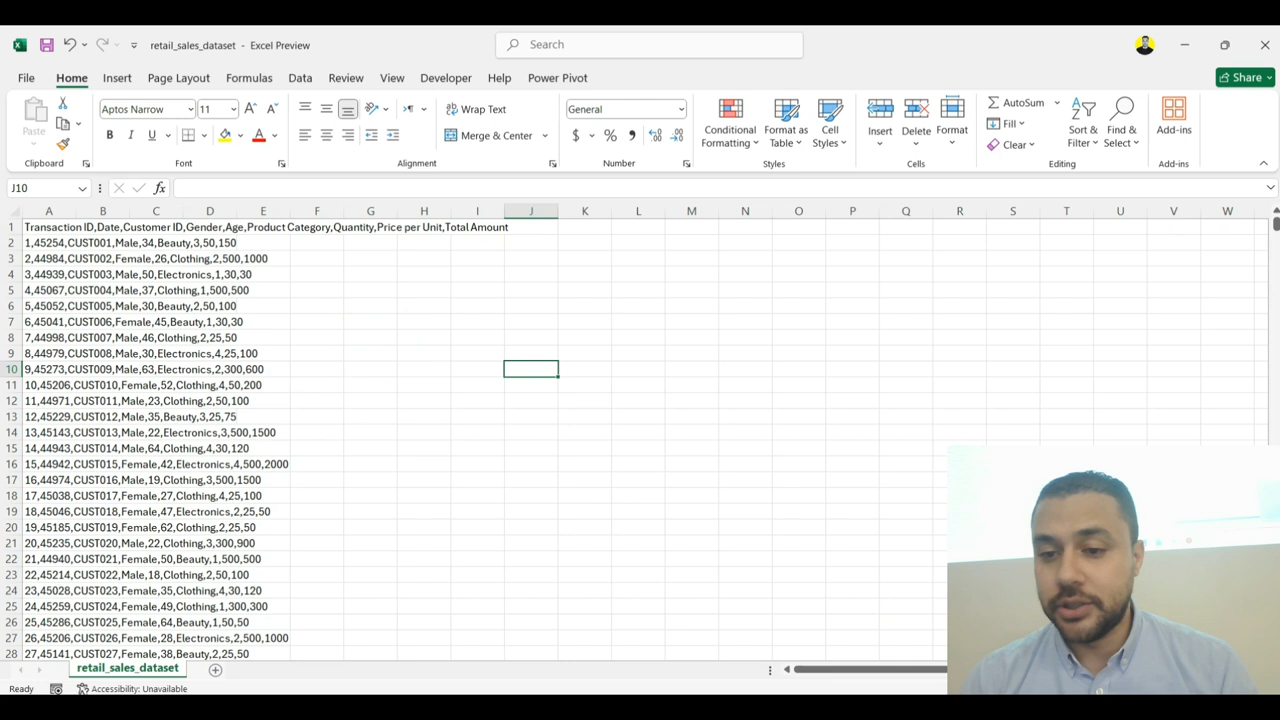 retail_sales_dataset - Excel Preview
Search
File Home Insert Page Layout Formulas Data Review View Developer Help Power Pivot
Share
Paste
Clipboard
Aptos Narrow 11
B I U
Font
Wrap Text
Merge & Center
Alignment
General
$ % ,
Number
Conditional Formatting
Format as Table
Cell Styles
Styles
Insert
Delete
Format
Cells
AutoSum
Fill
Clear
Sort & Filter
Find & Select
Editing
Add-ins
Add-ins
J10
fx
A B C D E F G H I J K L M N O P Q R S T U V W
1 Transaction ID,Date,Customer ID,Gender,Age,Product Category,Quantity,Price per Unit,Total Amount
2 1,45254,CUST001,Male,34,Beauty,3,50,150
3 2,44984,CUST002,Female,26,Clothing,2,500,1000
4 3,44939,CUST003,Male,50,Electronics,1,30,30
5 4,45067,CUST004,Male,37,Clothing,1,500,500
6 5,45052,CUST005,Male,30,Beauty,2,50,100
7 6,45041,CUST006,Female,45,Beauty,1,30,30
8 7,44998,CUST007,Male,46,Clothing,2,25,50
9 8,44979,CUST008,Male,30,Electronics,4,25,100
10 9,45273,CUST009,Male,63,Electronics,2,300,600
11 10,45206,CUST010,Female,52,Clothing,4,50,200
12 11,44971,CUST011,Male,23,Clothing,2,50,100
13 12,45229,CUST012,Male,35,Beauty,3,25,75
14 13,45143,CUST013,Male,22,Electronics,3,500,1500
15 14,44943,CUST014,Male,64,Clothing,4,30,120
16 15,44942,CUST015,Female,42,Electronics,4,500,2000
17 16,44974,CUST016,Male,19,Clothing,3,500,1500
18 17,45038,CUST017,Female,27,Clothing,4,25,100
19 18,45046,CUST018,Female,47,Electronics,2,25,50
20 19,45185,CUST019,Female,62,Clothing,2,25,50
21 20,45235,CUST020,Male,22,Clothing,3,300,900
22 21,44940,CUST021,Female,50,Beauty,1,500,500
23 22,45214,CUST022,Male,18,Clothing,2,50,100
24 23,45028,CUST023,Female,35,Clothing,4,30,120
25 24,45259,CUST024,Female,49,Clothing,1,300,300
26 25,45286,CUST025,Female,64,Beauty,1,50,50
27 26,45206,CUST026,Female,28,Electronics,2,500,1000
28 27,45141,CUST027,Female,38,Beauty,2,25,50
retail_sales_dataset
Ready Accessibility: Unavailable